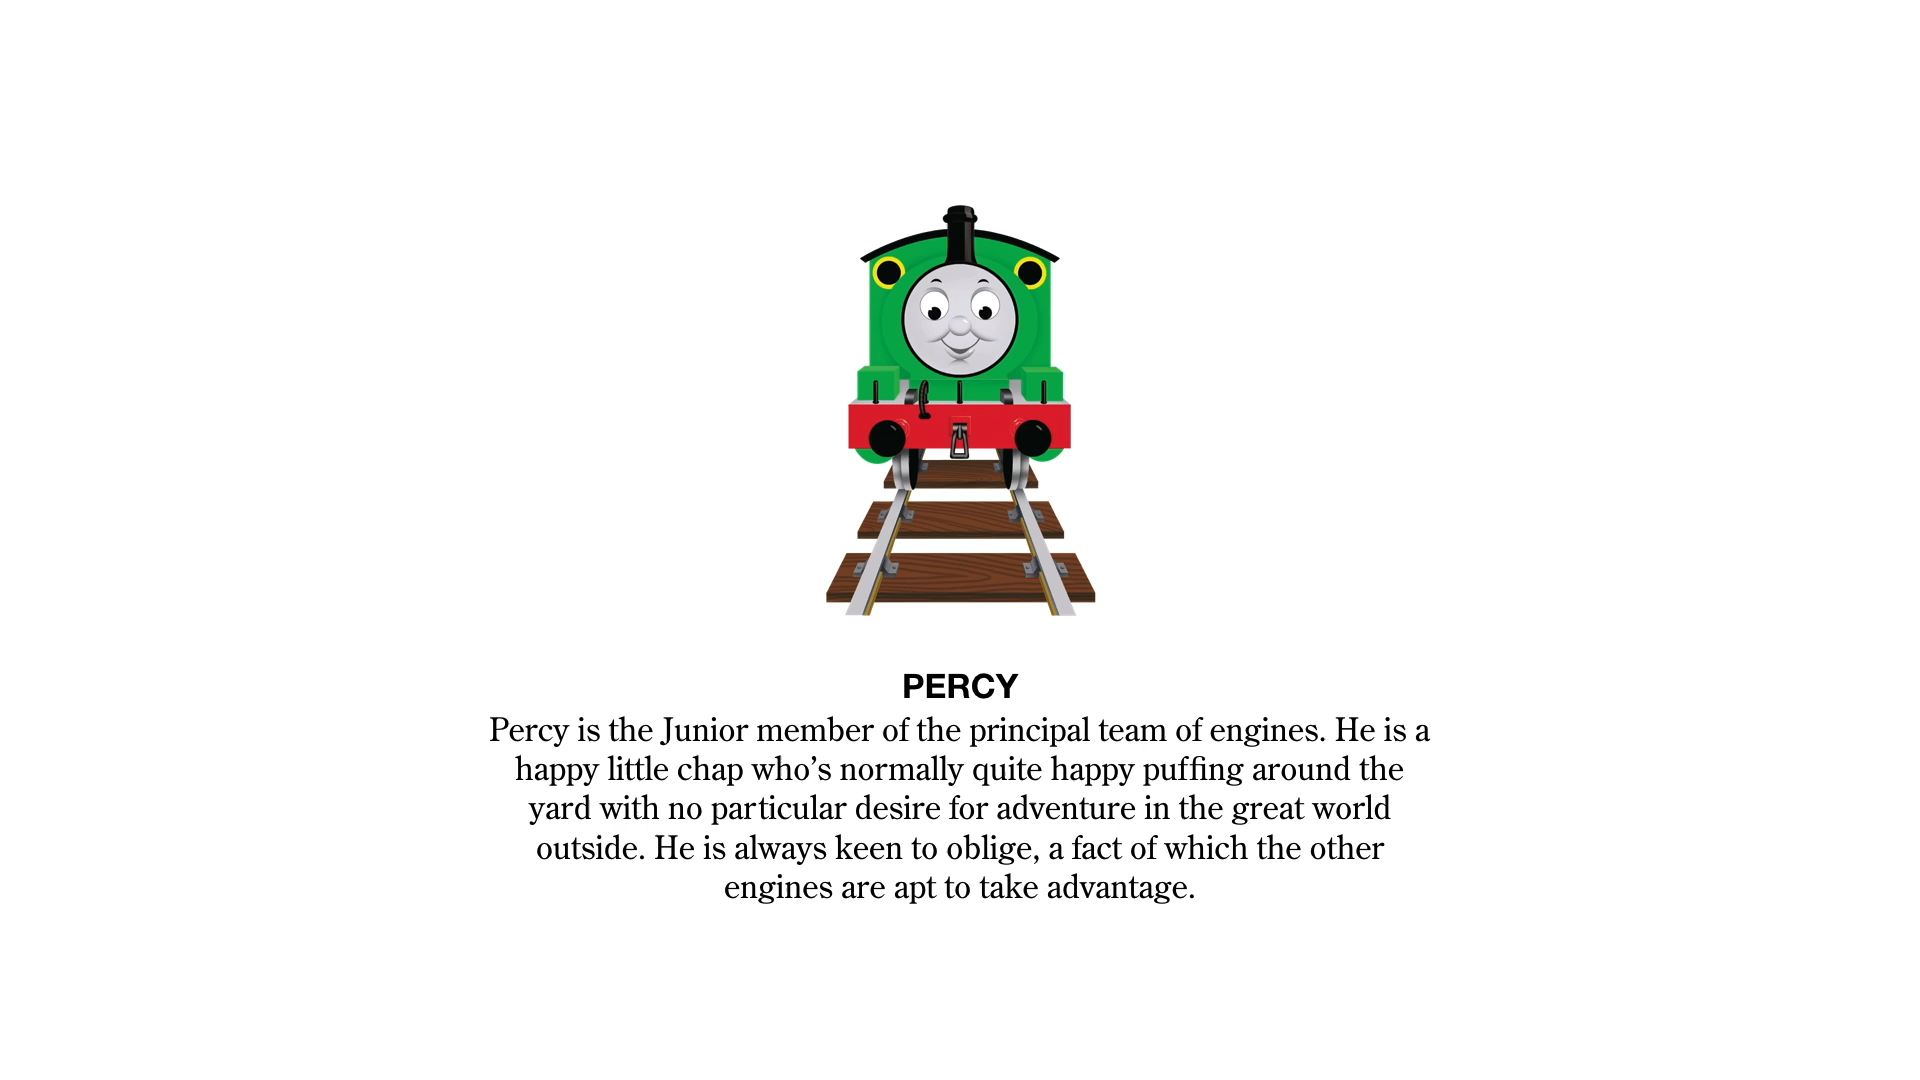 PERCY
Percy is the Junior member of the principal team of engines. He is a
happy little chap who’s normally quite happy puffing around the
yard with no particular desire for adventure in the great world
outside. He is always keen to oblige, a fact of which the other
engines are apt to take advantage.